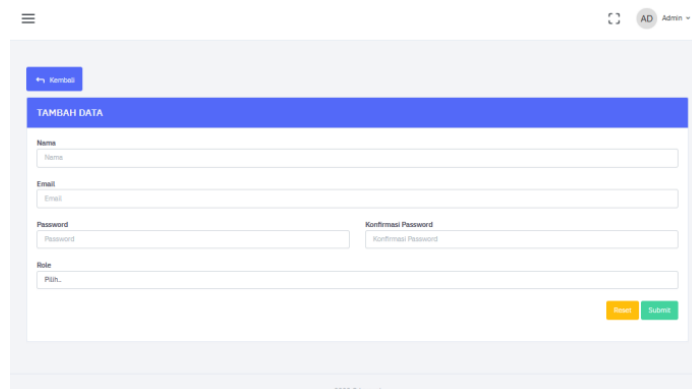 AD Admin
Kembali
TAMBAH DATA
Nama
Nama
Email
Email
Password Konfirmasi Password
Password Konfirmasi Password
Role
Pilih..
Reset Submit